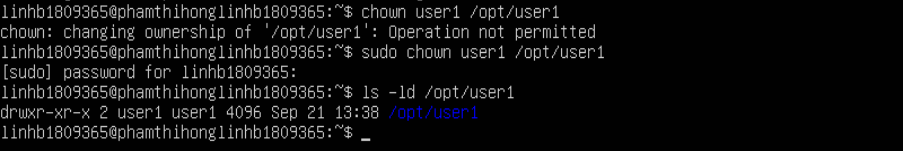 linhb1809365@phamthihonglinhb1809365:~$ chown user1 /opt/user1
chown: changing ownership of '/opt/user1': Operation not permitted
linhb1809365@phamthihonglinhb1809365:~$ sudo chown user1 /opt/user1
[sudo] password for linhb1809365:
linhb1809365@phamthihonglinhb1809365:~$ ls -ld /opt/user1
drwxr-xr-x 2 user1 user1 4096 Sep 21 13:38 /opt/user1
linhb1809365@phamthihonglinhb1809365:~$ _